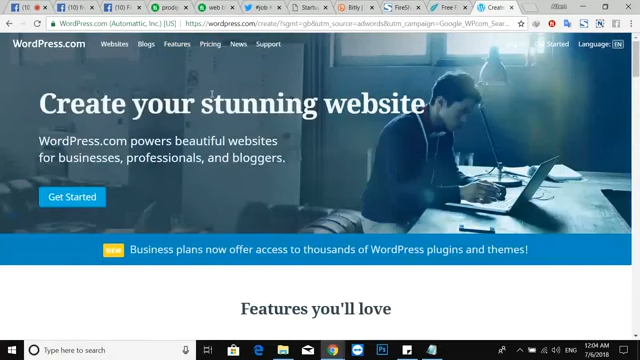 Secure
Automattic, Inc. [US]
https://wordpress.com/create/?sgmt=gb&utm_source=adwords&utm_campaign=Google_WPcom_Searc...
WordPress.com
Websites
Blogs
Features
Pricing
News
Support
Get Started
Language: EN
Create your stunning website
WordPress.com powers beautiful websites
for businesses, professionals, and bloggers.
Get Started
NEW Business plans now offer access to thousands of WordPress plugins and themes!
Features you'll love
Type here to search
ENG
12:04 AM
7/6/2018